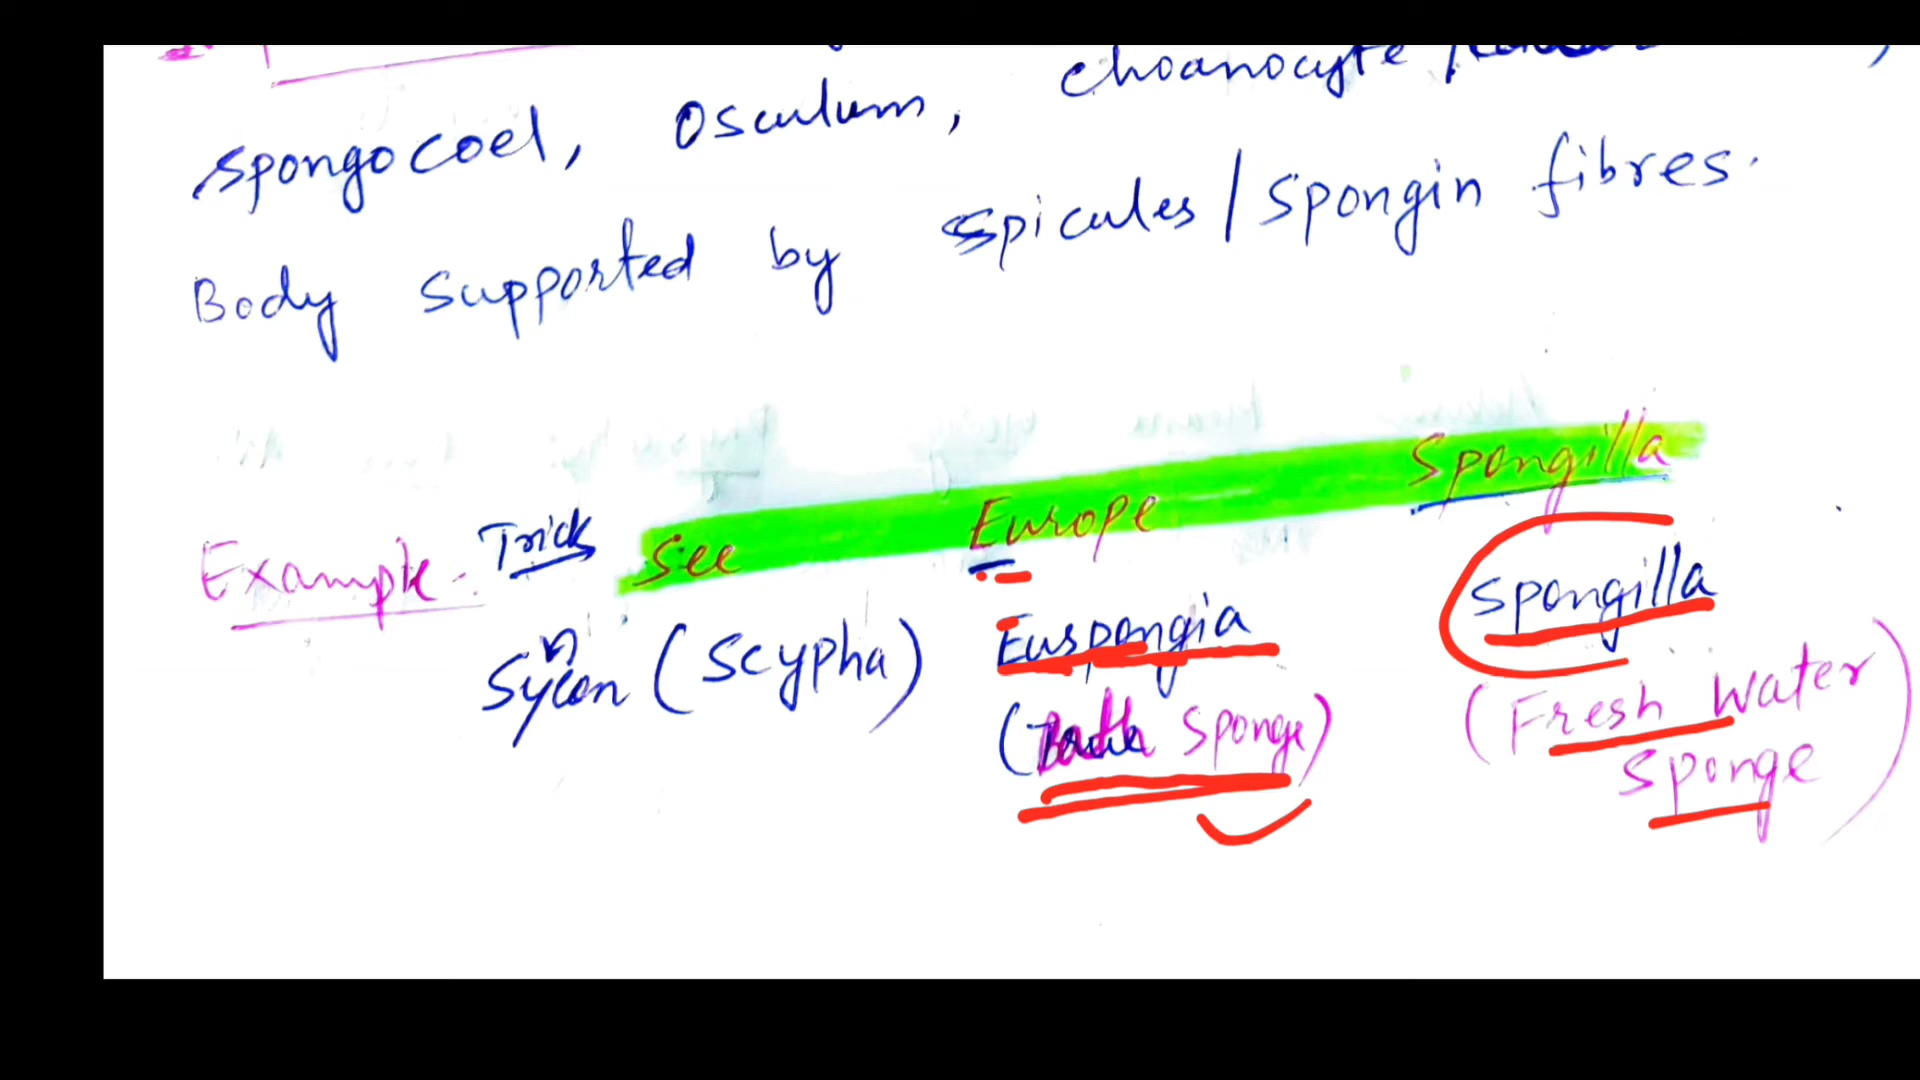 choanocyte /
spongocoel, osculum,
Body supported by spicules / spongin fibres.
Example - Trick See Europe Spongilla
Sycon (Scypha) Euspongia spongilla
(Bath sponge) (Fresh Water
sponge)